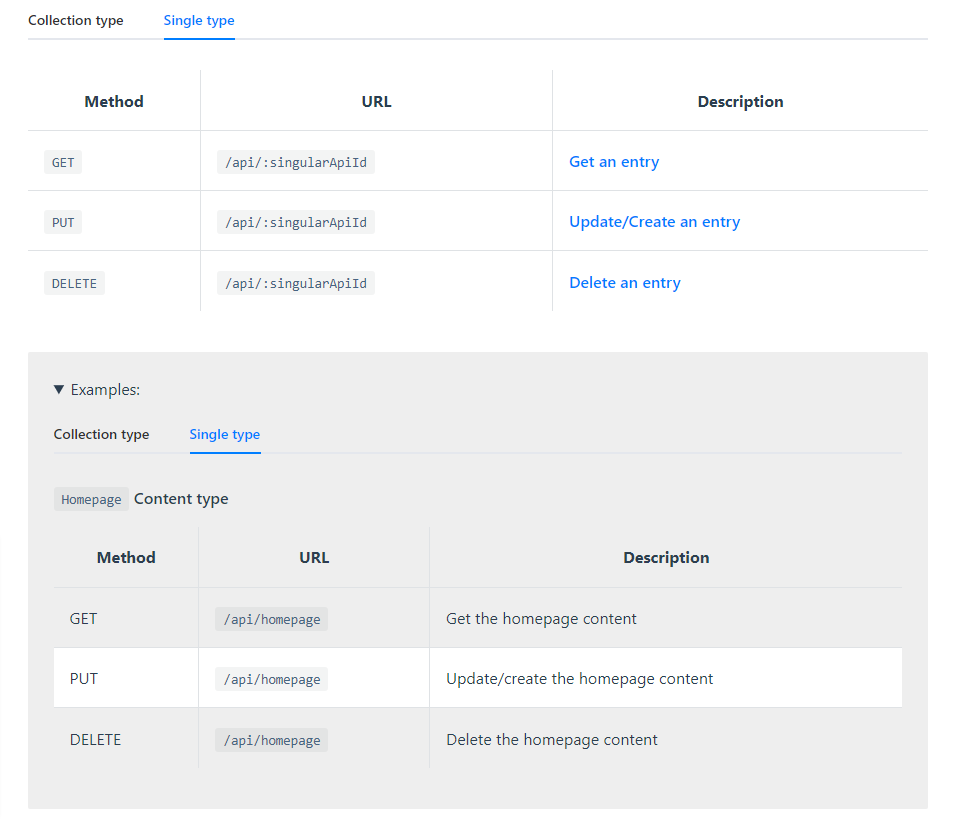 Collection type Single type
Method URL Description
GET /api/:singularApiId Get an entry
PUT /api/:singularApiId Update/Create an entry
DELETE /api/:singularApiId Delete an entry
▼ Examples:
Collection type Single type
Homepage Content type
Method URL Description
GET /api/homepage Get the homepage content
PUT /api/homepage Update/create the homepage content
DELETE /api/homepage Delete the homepage content